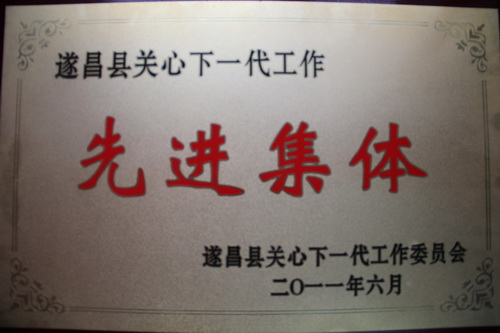 遂昌县关心下一代工作
先进集体
遂昌县关心下一代工作委员会
二〇一一年六月